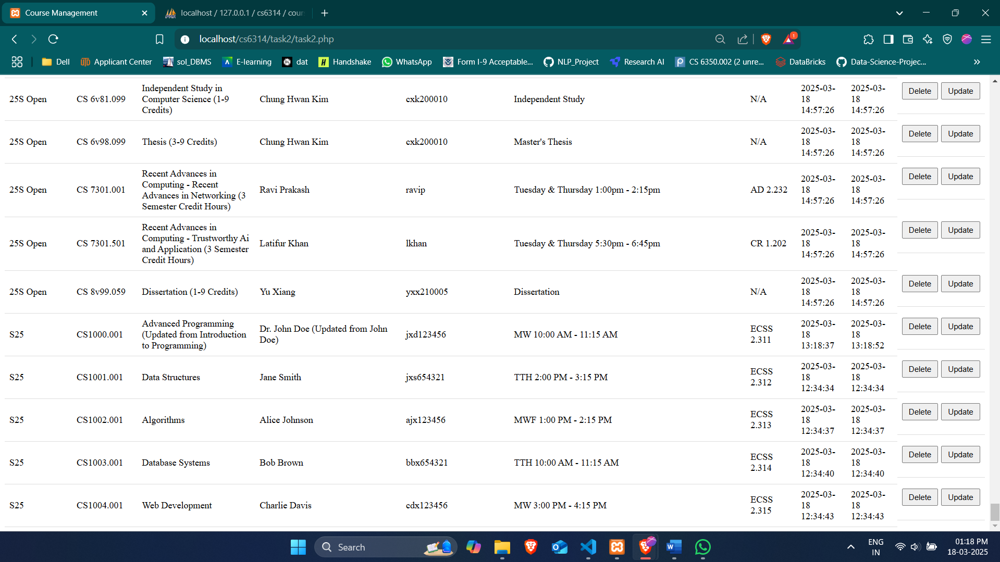 Course Management
localhost / 127.0.0.1 / cs6314 / cour
localhost/cs6314/task2/task2.php
1
Dell
Applicant Center
sol_DBMS
E-learning
dat
Handshake
WhatsApp
Form I-9 Acceptable...
NLP_Project
Research AI
CS 6350.002 (2 unre...
DataBricks
Data-Science-Projec...
25S Open CS 6v81.099 Independent Study in Computer Science (1-9 Credits) Chung Hwan Kim cxk200010 Independent Study N/A 2025-03-18 14:57:26 2025-03-18 14:57:26 Delete Update
25S Open CS 6v98.099 Thesis (3-9 Credits) Chung Hwan Kim cxk200010 Master's Thesis N/A 2025-03-18 14:57:26 2025-03-18 14:57:26 Delete Update
25S Open CS 7301.001 Recent Advances in Computing - Recent Advances in Networking (3 Semester Credit Hours) Ravi Prakash ravip Tuesday & Thursday 1:00pm - 2:15pm AD 2.232 2025-03-18 14:57:26 2025-03-18 14:57:26 Delete Update
25S Open CS 7301.501 Recent Advances in Computing - Trustworthy Ai and Application (3 Semester Credit Hours) Latifur Khan lkhan Tuesday & Thursday 5:30pm - 6:45pm CR 1.202 2025-03-18 14:57:26 2025-03-18 14:57:26 Delete Update
25S Open CS 8v99.059 Dissertation (1-9 Credits) Yu Xiang yxx210005 Dissertation N/A 2025-03-18 14:57:26 2025-03-18 14:57:26 Delete Update
S25 CS1000.001 Advanced Programming (Updated from Introduction to Programming) Dr. John Doe (Updated from John Doe) jxd123456 MW 10:00 AM - 11:15 AM ECSS 2.311 2025-03-18 13:18:37 2025-03-18 13:18:52 Delete Update
S25 CS1001.001 Data Structures Jane Smith jxs654321 TTH 2:00 PM - 3:15 PM ECSS 2.312 2025-03-18 12:34:34 2025-03-18 12:34:34 Delete Update
S25 CS1002.001 Algorithms Alice Johnson ajx123456 MWF 1:00 PM - 2:15 PM ECSS 2.313 2025-03-18 12:34:37 2025-03-18 12:34:37 Delete Update
S25 CS1003.001 Database Systems Bob Brown bbx654321 TTH 10:00 AM - 11:15 AM ECSS 2.314 2025-03-18 12:34:40 2025-03-18 12:34:40 Delete Update
S25 CS1004.001 Web Development Charlie Davis cdx123456 MW 3:00 PM - 4:15 PM ECSS 2.315 2025-03-18 12:34:43 2025-03-18 12:34:43 Delete Update
Search
ENG
IN
01:18 PM
18-03-2025